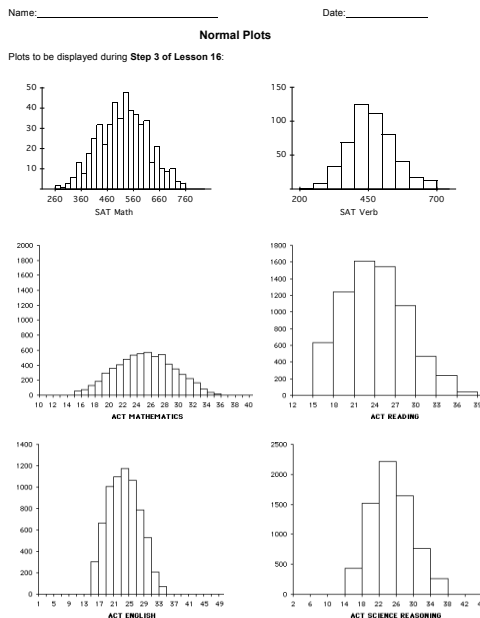 Name: Date:
Normal Plots
Plots to be displayed during Step 3 of Lesson 16:
50
40
30
20
10
260 360 460 560 660 760
SAT Math
150
100
50
200 450 700
SAT Verb
2000
1800
1600
1400
1200
1000
800
600
400
200
0
10 12 14 16 18 20 22 24 26 28 30 32 34 36 38 40
ACT MATHEMATICS
1800
1600
1400
1200
1000
800
600
400
200
0
12 15 18 21 24 27 30 33 36 39
ACT READING
1400
1200
1000
800
600
400
200
0
1 5 9 13 17 21 25 29 33 37 41 45 49
ACT ENGLISH
2500
2000
1500
1000
500
0
2 6 10 14 18 22 26 30 34 38 42
ACT SCIENCE REASONING